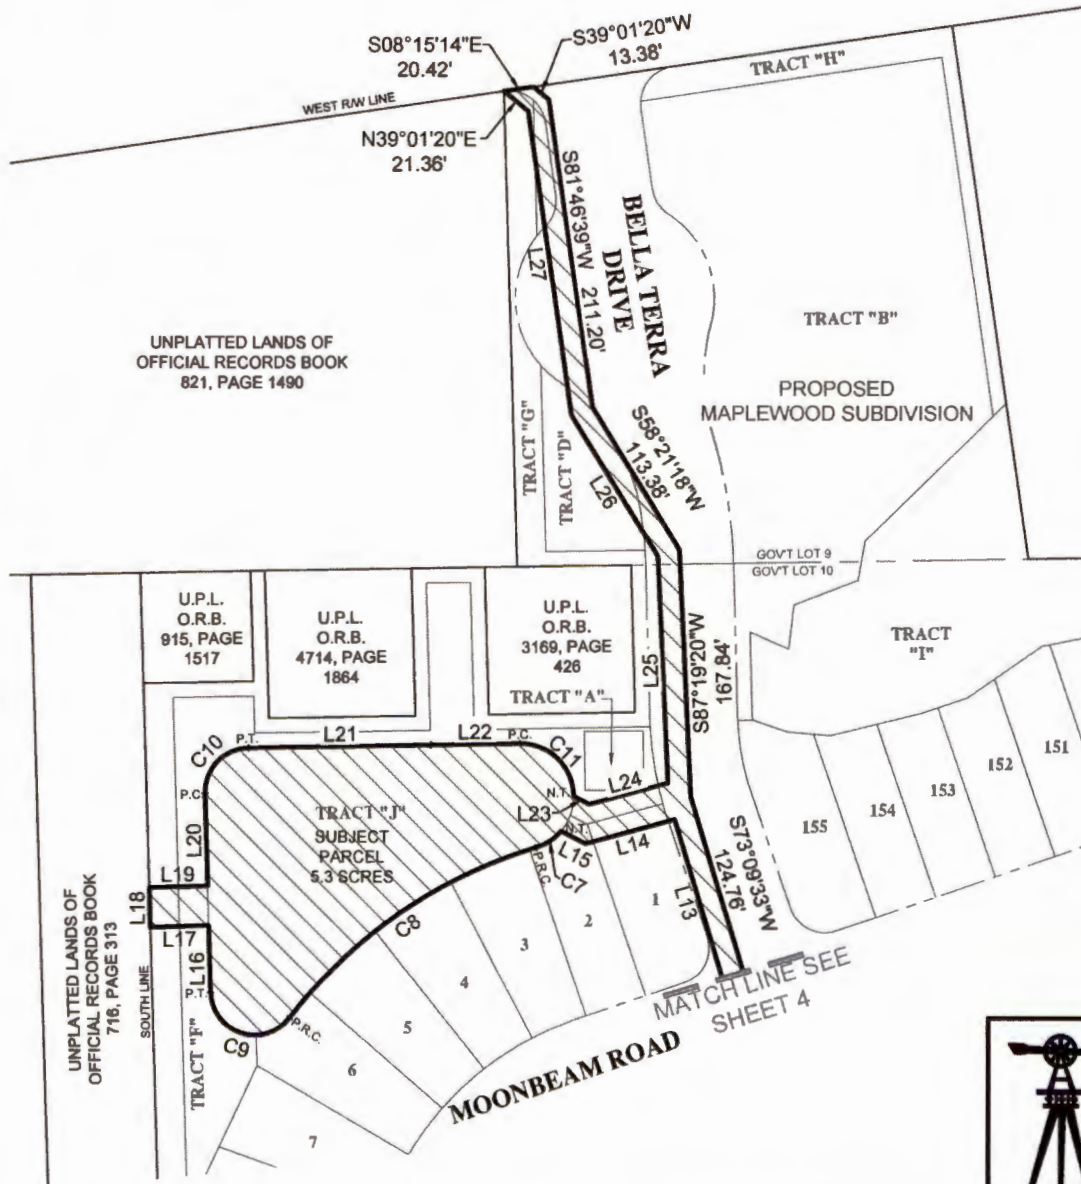 S08°15'14"E
20.42'
S39°01'20"W
13.38'
TRACT "H"
WEST R/W LINE
N39°01'20"E
21.36'
S81°46'39"W 211.20'
BELLA TERRA
DRIVE
L27
TRACT "B"
UNPLATTED LANDS OF
OFFICIAL RECORDS BOOK
821, PAGE 1490
PROPOSED
MAPLEWOOD SUBDIVISION
TRACT "G"
TRACT "D"
S58°21'18"W
113.38'
L26
GOV'T LOT 9
GOV'T LOT 10
U.P.L.
O.R.B.
915, PAGE
1517
U.P.L.
O.R.B.
4714, PAGE
1864
U.P.L.
O.R.B.
3169, PAGE
426
TRACT
"I"
L25
S87°19'20"W
167.84'
TRACT "A"
L21
L22
P.C.
P.T.
C10
C11
P.C.
N.T.
L24
L23
TRACT "J"
SUBJECT
PARCEL
5.3 SCRES
N.T.
L15
L14
P.R.C.
C7
L20
L19
L18
L17
L16
P.T.
C8
C9
P.R.C.
L13
S73°09'33"W
124.76'
151
152
153
154
155
1
2
3
4
5
6
7
UNPLATTED LANDS OF
OFFICIAL RECORDS BOOK
716, PAGE 313
SOUTH LINE
TRACT "F"
MATCH LINE SEE
SHEET 4
MOONBEAM ROAD